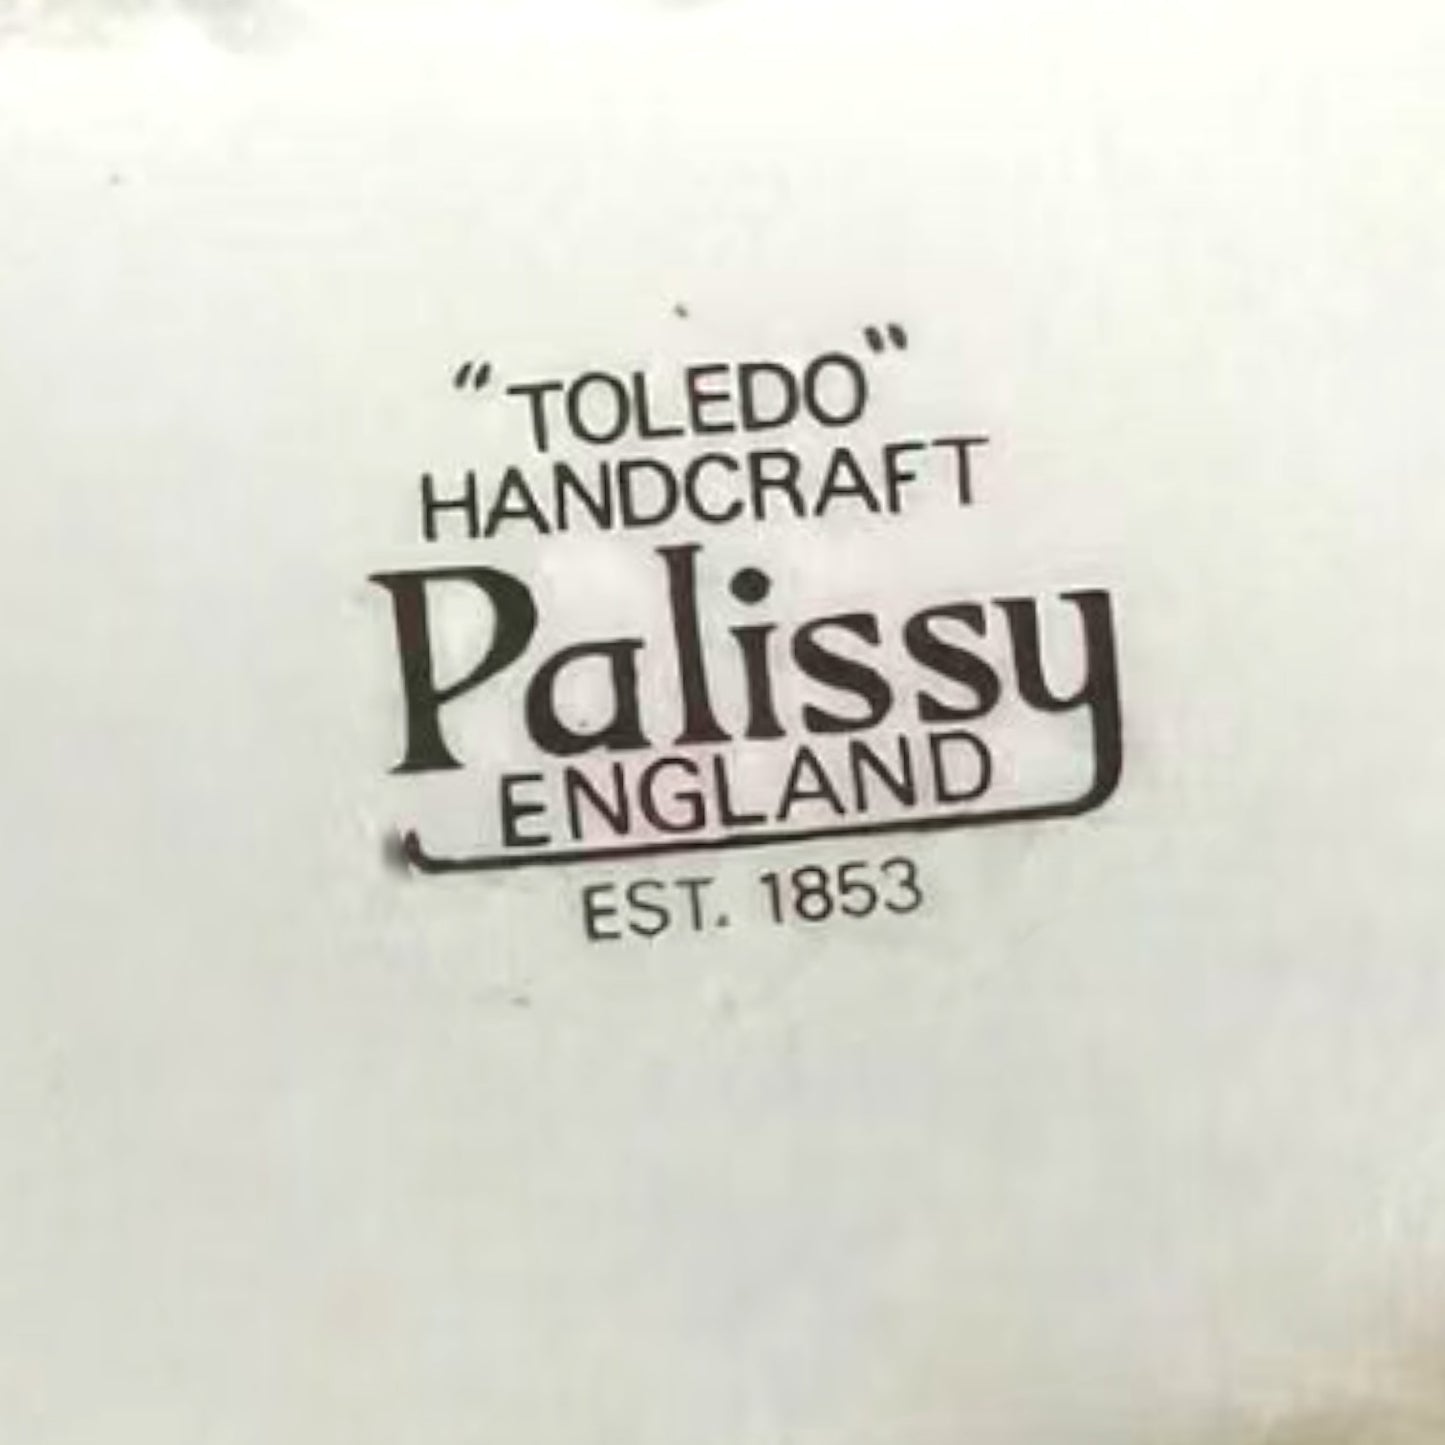 “TOLEDO”
HANDCRAFT
Palissy
ENGLAND
EST. 1853